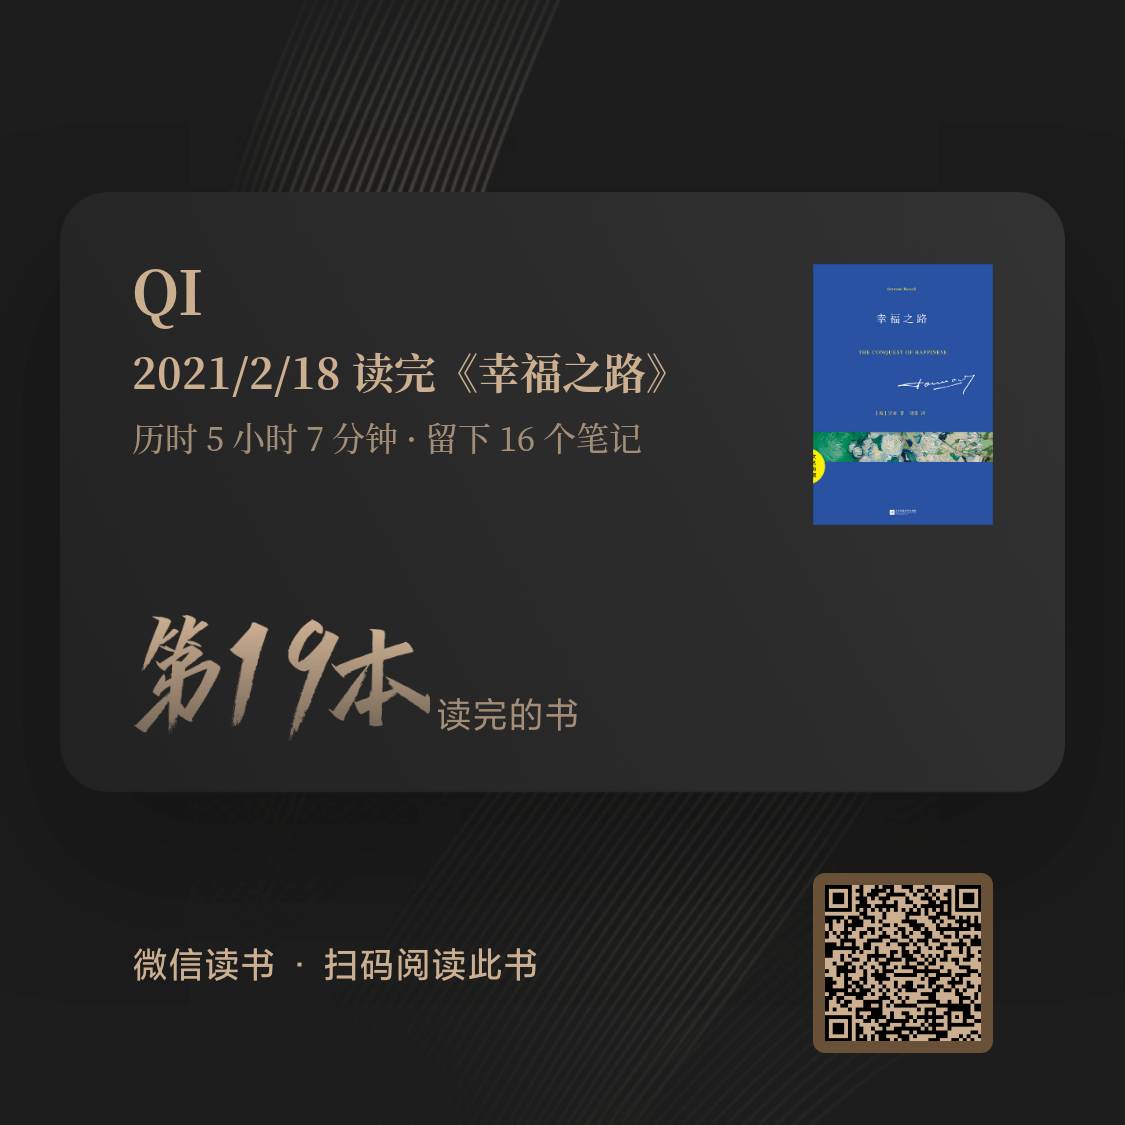 QI
2021/2/18 读完《幸福之路》
历时 5 小时 7 分钟 · 留下 16 个笔记
幸福之路
THE CONQUEST OF HAPPINESS
第19本 读完的书
微信读书 · 扫码阅读此书